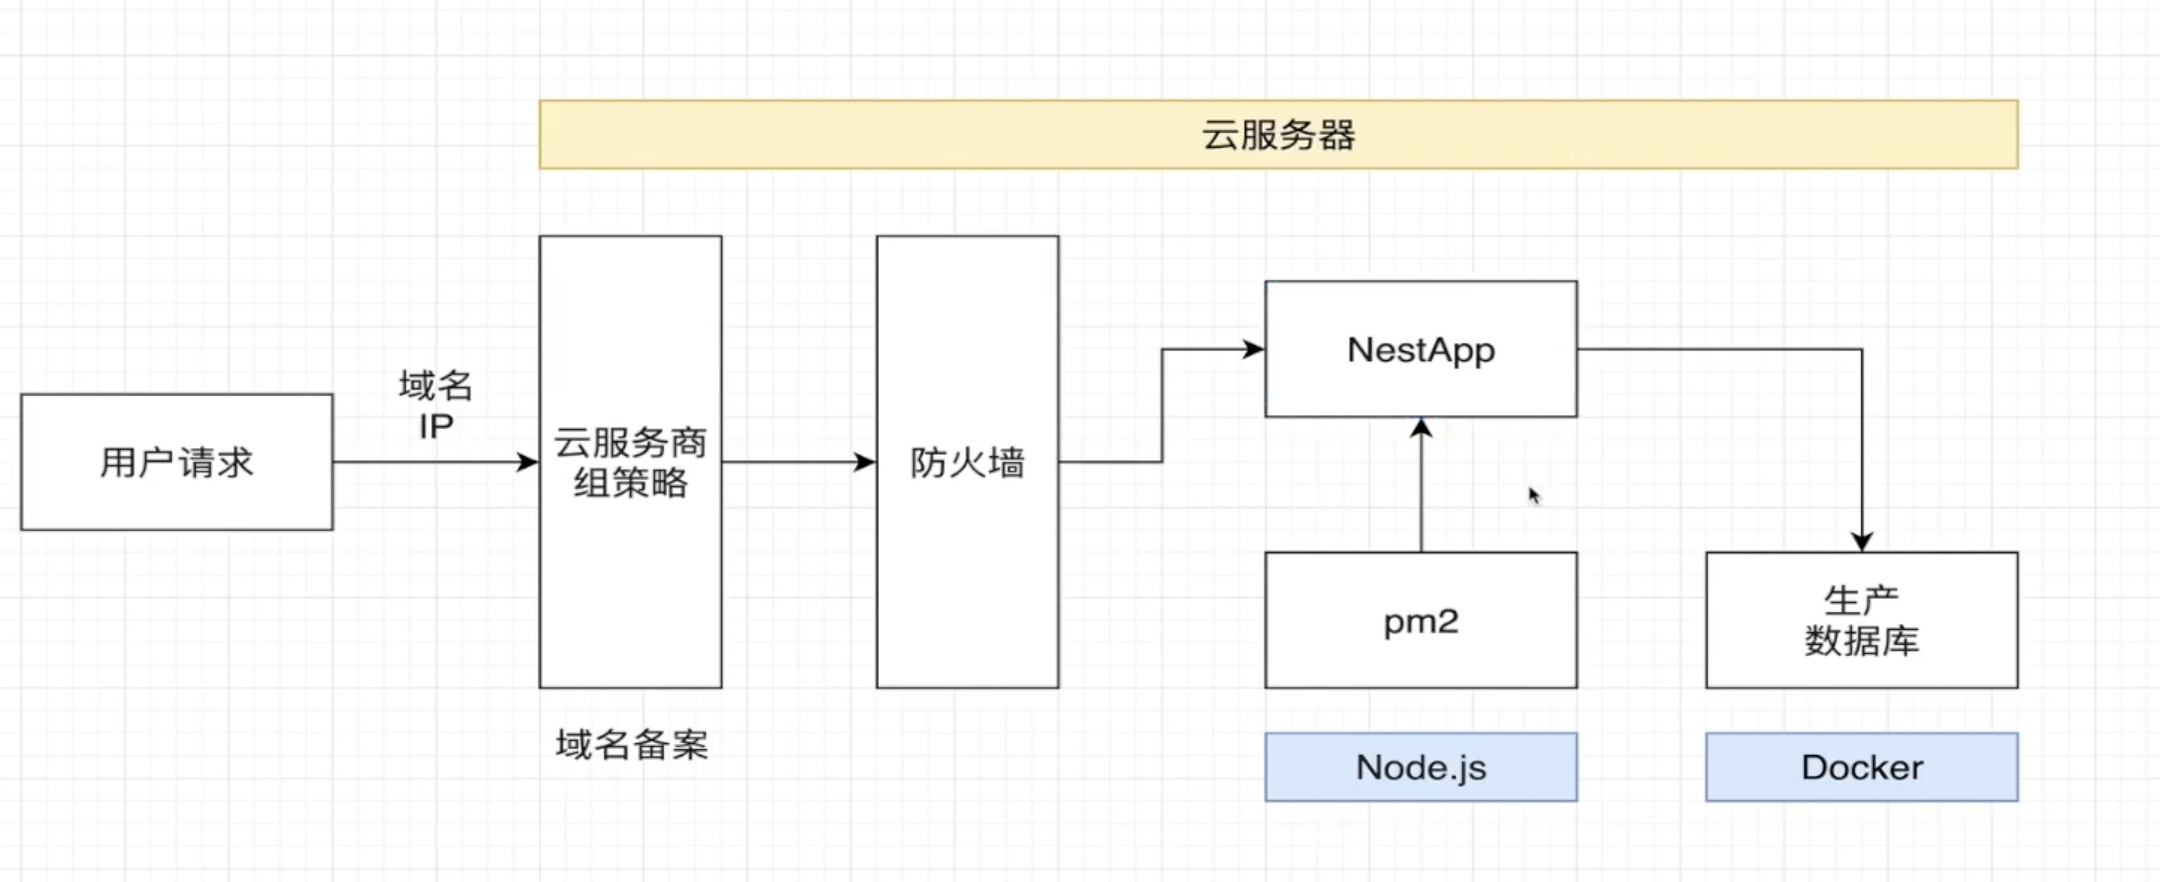 云服务器
用户请求
域名
IP
云服务商
组策略
域名备案
防火墙
NestApp
pm2
Node.js
生产
数据库
Docker